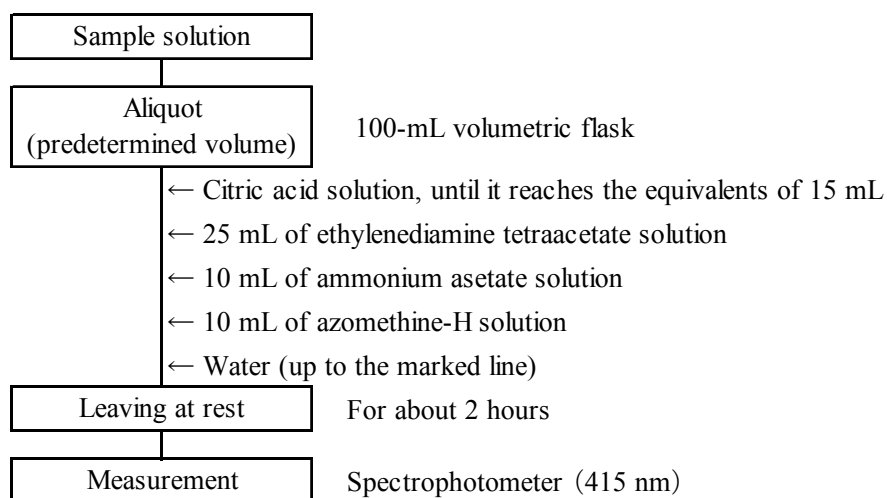 Sample solution
Aliquot
(predetermined volume)
100-mL volumetric flask
← Citric acid solution, until it reaches the equivalents of 15 mL
← 25 mL of ethylenediamine tetraacetate solution
← 10 mL of ammonium asetate solution
← 10 mL of azomethine-H solution
← Water (up to the marked line)
Leaving at rest
For about 2 hours
Measurement
Spectrophotometer (415 nm)